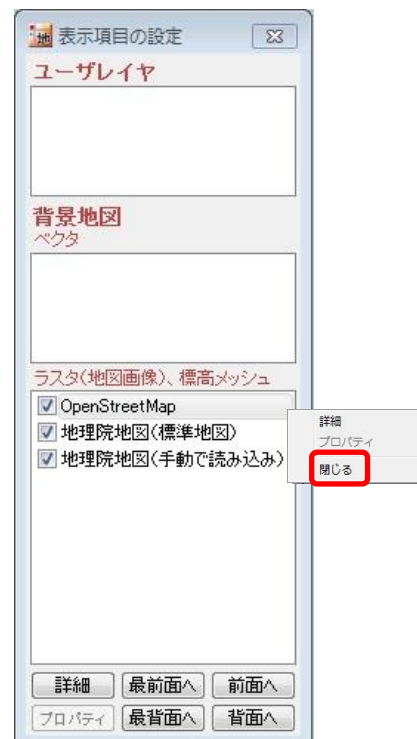 地 表示項目の設定
ユーザレイヤ
背景地図
ベクタ
ラスタ(地図画像)、標高メッシュ
OpenStreetMap
地理院地図(標準地図)
地理院地図(手動で読み込み)
詳細
プロパティ
閉じる
詳細 最前面へ 前面へ
プロパティ 最背面へ 背面へ